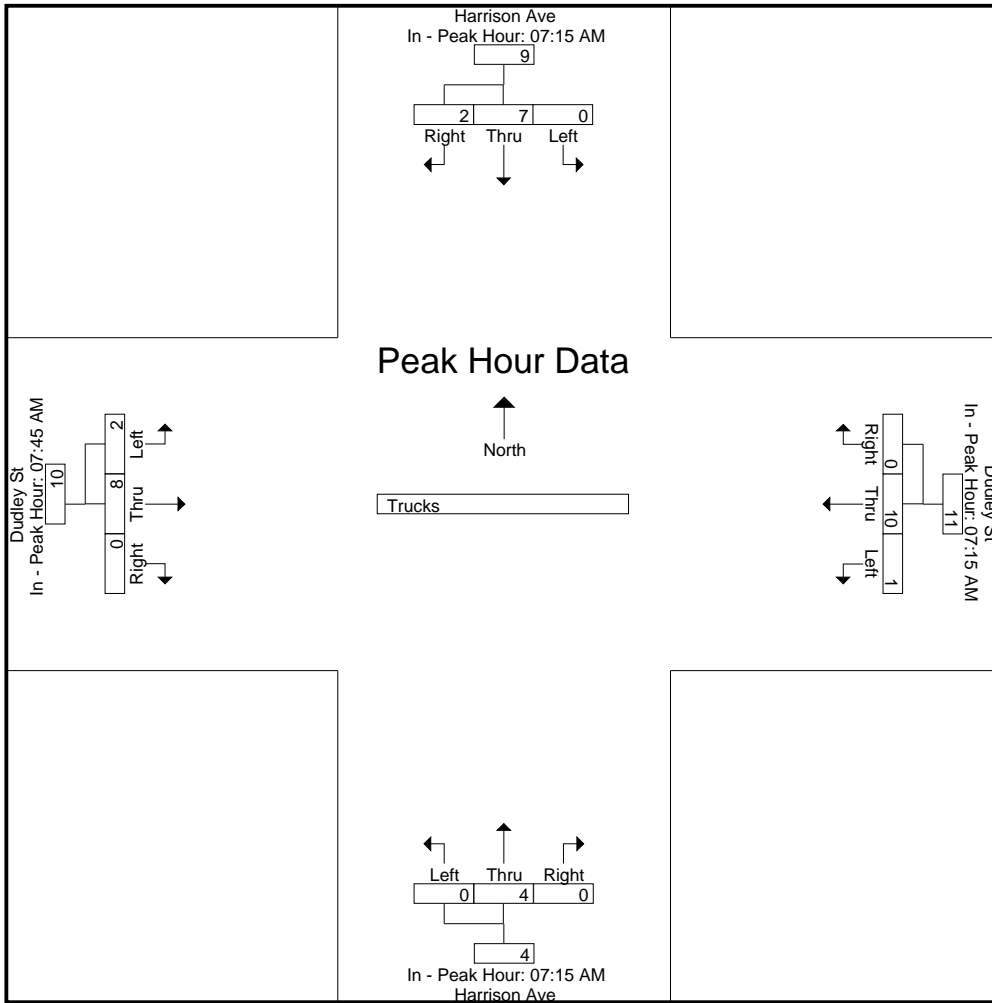 Harrison Ave
In - Peak Hour: 07:15 AM
9
2 7 0
Right Thru Left
Peak Hour Data
North
Trucks
Dudley St
In - Peak Hour: 07:45 AM
10
2 8 0
Left Thru Right
Dudley St
In - Peak Hour: 07:15 AM
11
0 10 1
Right Thru Left
Left Thru Right
0 4 0
4
In - Peak Hour: 07:15 AM
Harrison Ave